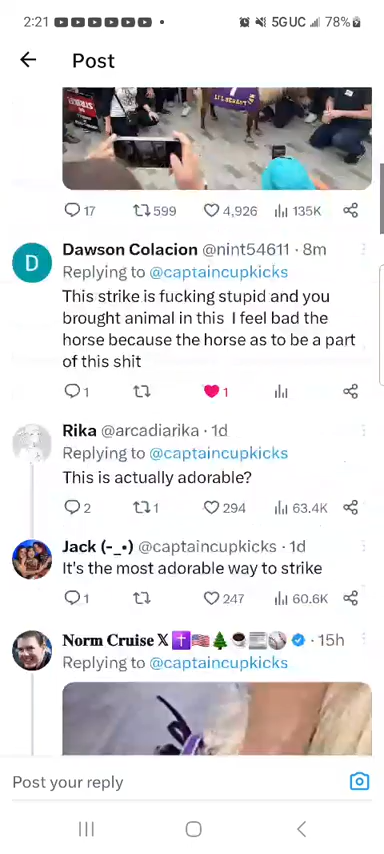 2:21 5GUC 78%
Post
17 599 4,926 135K
D
Dawson Colacion @nint54611 · 8m
Replying to @captaincupkicks
This strike is fucking stupid and you
brought animal in this I feel bad the
horse because the horse as to be a part
of this shit
1 1
Rika @arcadiarika · 1d
Replying to @captaincupkicks
This is actually adorable?
2 1 294 63.4K
Jack (-_•) @captaincupkicks · 1d
It's the most adorable way to strike
1 247 60.6K
Norm Cruise 𝕏 ✝️🇺🇸🌲☕📰⚾ · 15h
Replying to @captaincupkicks
Post your reply